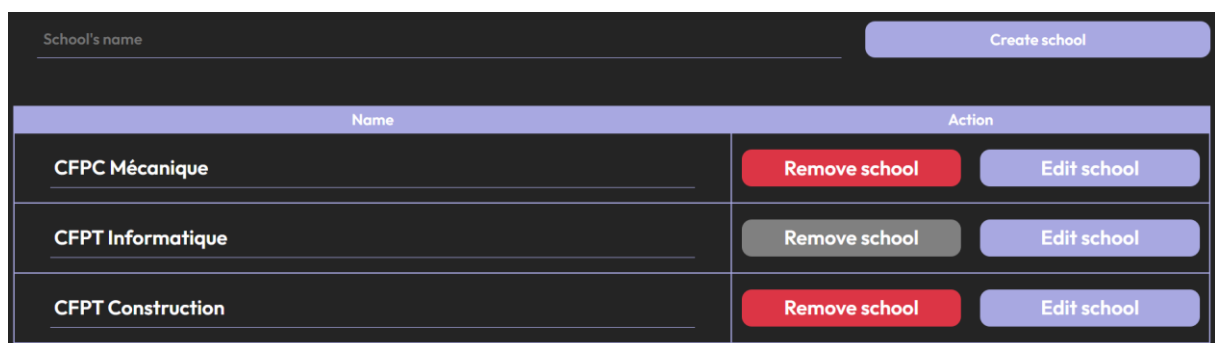 School's name
Create school
Name
Action
CFPC Mécanique
Remove school
Edit school
CFPT Informatique
Remove school
Edit school
CFPT Construction
Remove school
Edit school